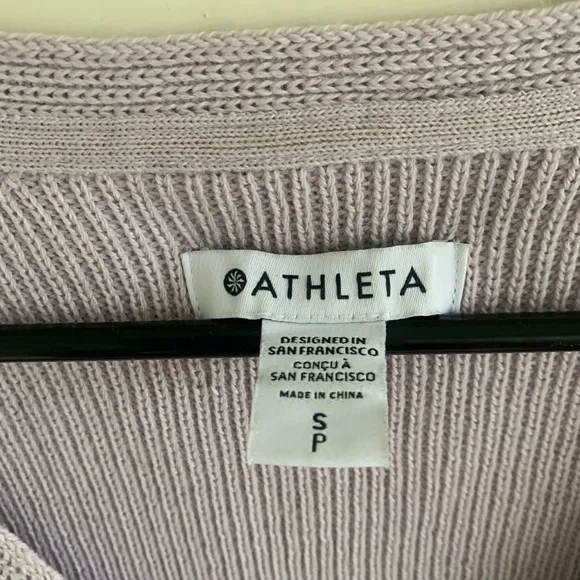 ATHLETA
DESIGNED IN
SAN FRANCISCO
CONÇU À
SAN FRANCISCO
MADE IN CHINA
S
P